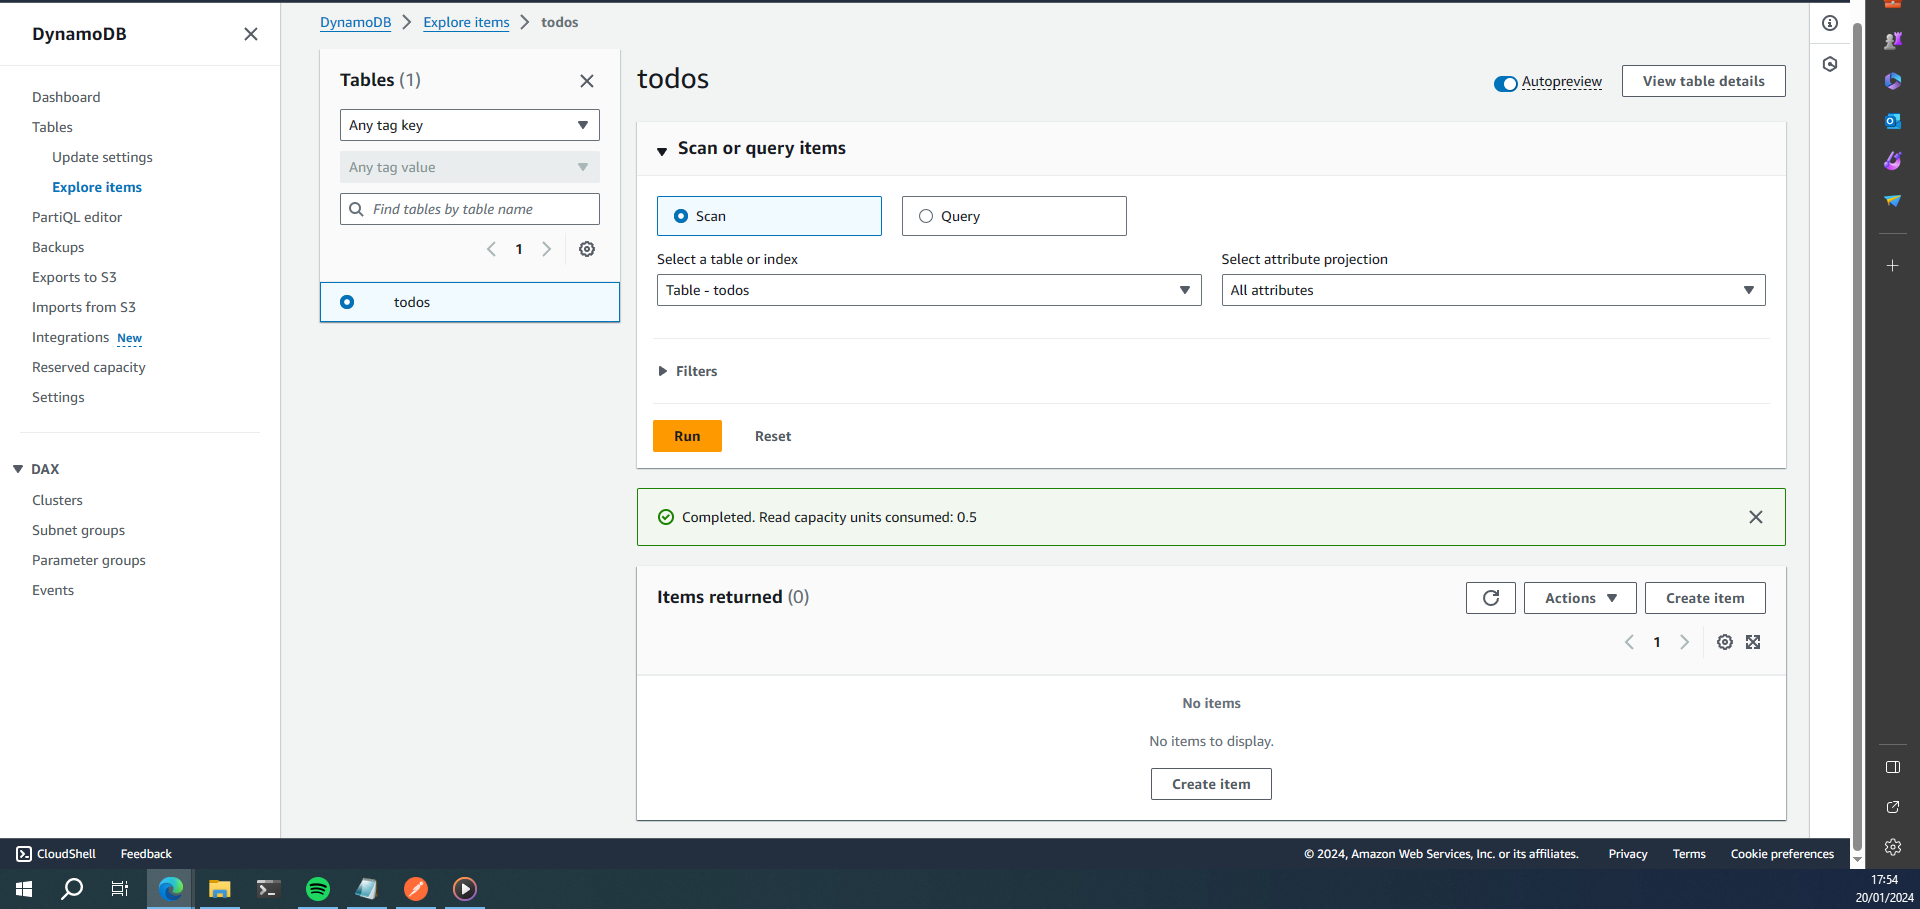 DynamoDB
Dashboard
Tables
Update settings
Explore items
PartiQL editor
Backups
Exports to S3
Imports from S3
Integrations New
Reserved capacity
Settings
DAX
Clusters
Subnet groups
Parameter groups
Events
DynamoDB > Explore items > todos
Tables (1)
Any tag key
Any tag value
Find tables by table name
1
todos
todos
Autopreview
View table details
Scan or query items
Scan
Query
Select a table or index
Table - todos
Select attribute projection
All attributes
Filters
Run
Reset
Completed. Read capacity units consumed: 0.5
Items returned (0)
Actions
Create item
1
No items
No items to display.
Create item
CloudShell
Feedback
© 2024, Amazon Web Services, Inc. or its affiliates.
Privacy
Terms
Cookie preferences
17:54
20/01/2024